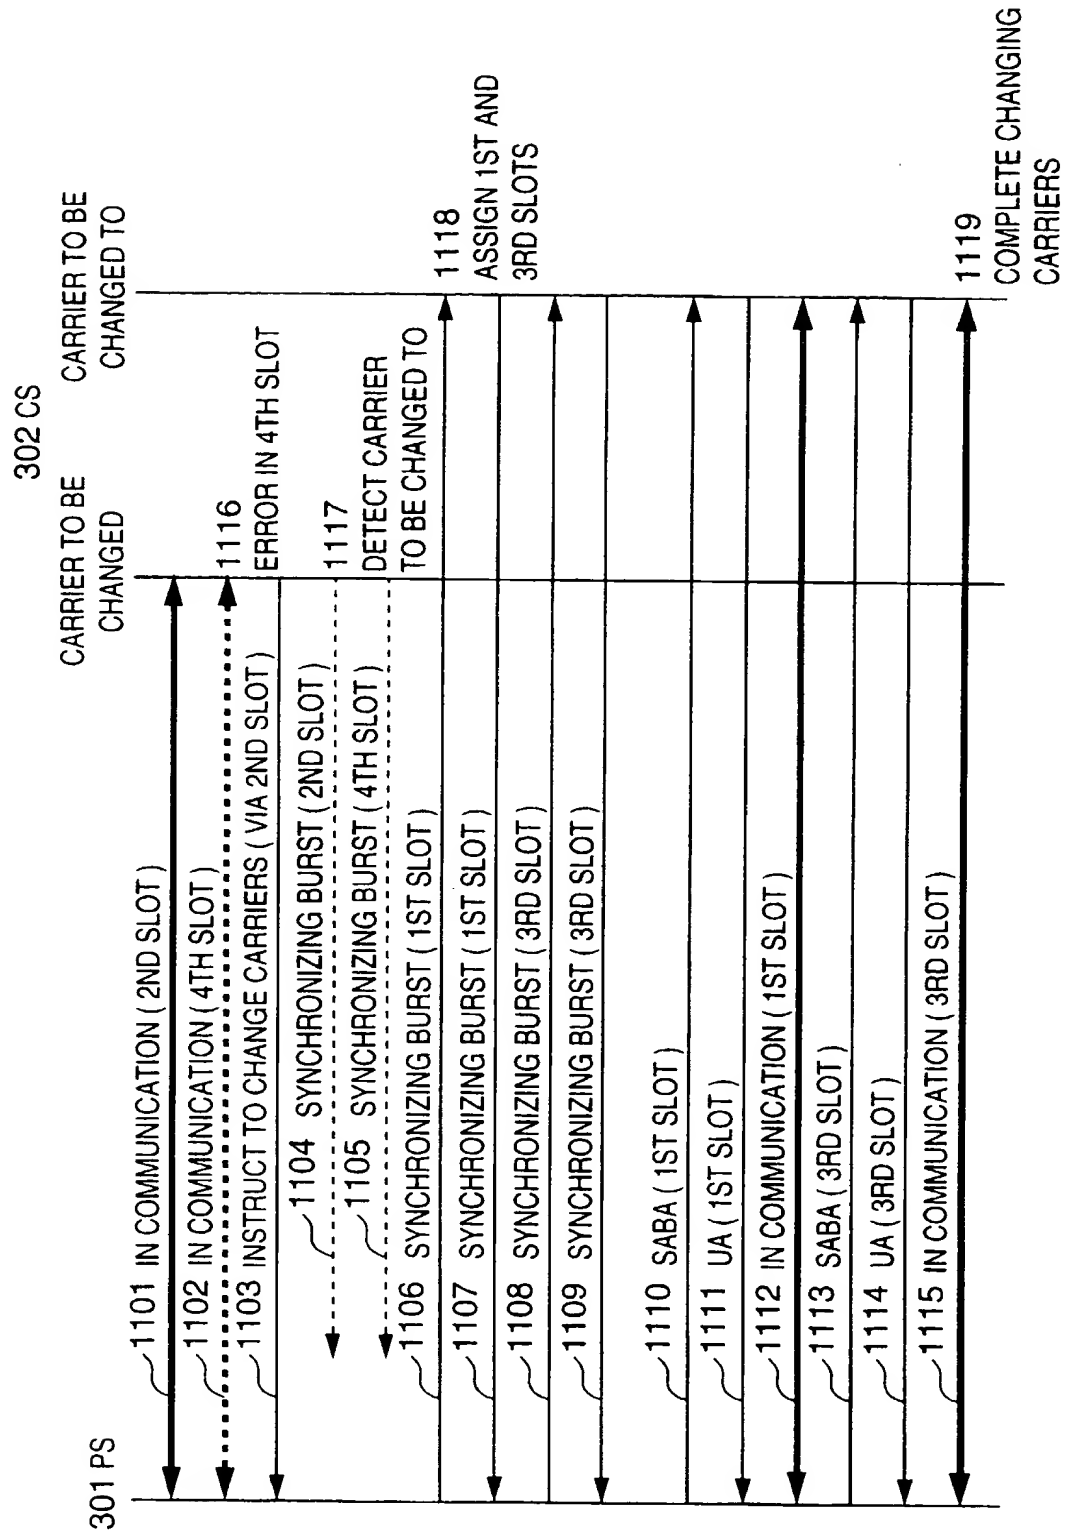 302 CS
301 PS
CARRIER TO BE
CHANGED
CARRIER TO BE
CHANGED TO
1101 IN COMMUNICATION ( 2ND SLOT )
1102 IN COMMUNICATION ( 4TH SLOT )
1116
ERROR IN 4TH SLOT
1103 INSTRUCT TO CHANGE CARRIERS ( VIA 2ND SLOT )
1104 SYNCHRONIZING BURST ( 2ND SLOT )
1117
DETECT CARRIER
TO BE CHANGED TO
1105 SYNCHRONIZING BURST ( 4TH SLOT )
1106 SYNCHRONIZING BURST ( 1ST SLOT )
1118
ASSIGN 1ST AND
3RD SLOTS
1107 SYNCHRONIZING BURST ( 1ST SLOT )
1108 SYNCHRONIZING BURST ( 3RD SLOT )
1109 SYNCHRONIZING BURST ( 3RD SLOT )
1110 SABA ( 1ST SLOT )
1111 UA ( 1ST SLOT )
1112 IN COMMUNICATION ( 1ST SLOT )
1113 SABA ( 3RD SLOT )
1114 UA ( 3RD SLOT )
1115 IN COMMUNICATION ( 3RD SLOT )
1119
COMPLETE CHANGING
CARRIERS